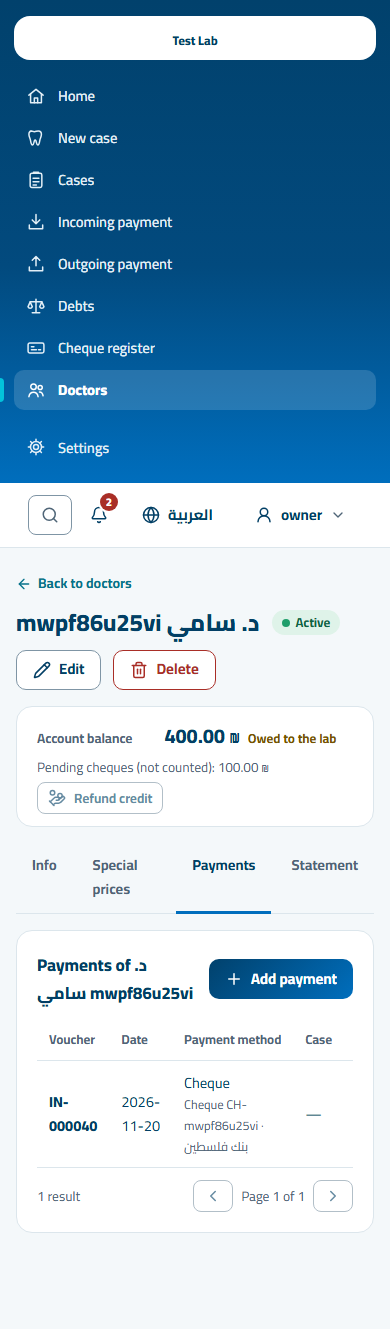 Test Lab
Home
New case
Cases
Incoming payment
Outgoing payment
Debts
Cheque register
Doctors
Settings
2
العربية
owner
Back to doctors
د. سامي mwpf86u25vi
Active
Edit
Delete
Account balance
400.00 ₪ Owed to the lab
Pending cheques (not counted): 100.00 ₪
Refund credit
Info
Special
prices
Payments
Statement
Payments of د.
سامي mwpf86u25vi
Add payment
Voucher Date Payment method Case
IN-
000040
2026-
11-20
Cheque
Cheque CH-
mwpf86u25vi ·
بنك فلسطين
—
1 result
Page 1 of 1